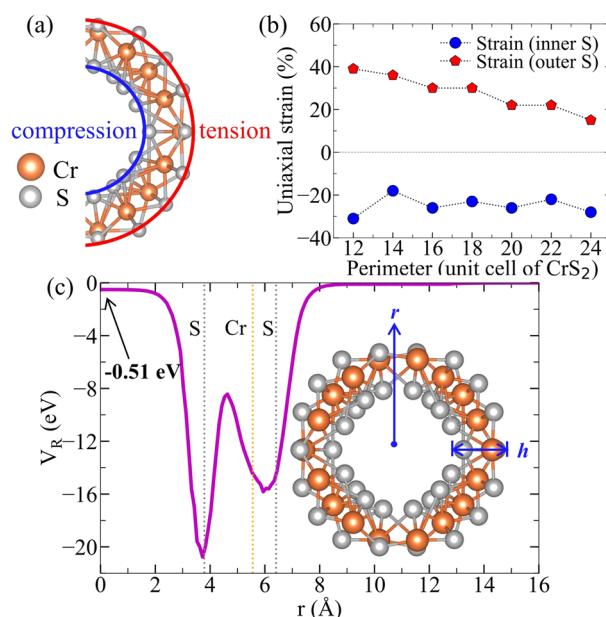 (a)
compression
tension
Cr
S
(b)
Strain (inner S)
Strain (outer S)
Uniaxial strain (%)
60
40
20
0
−20
−40
12 14 16 18 20 22 24
Perimeter (unit cell of CrS₂)
(c)
0
−4
−8
−12
−16
−20
V_R (eV)
-0.51 eV
S Cr S
r
h
0 2 4 6 8 10 12 14 16
r (Å)